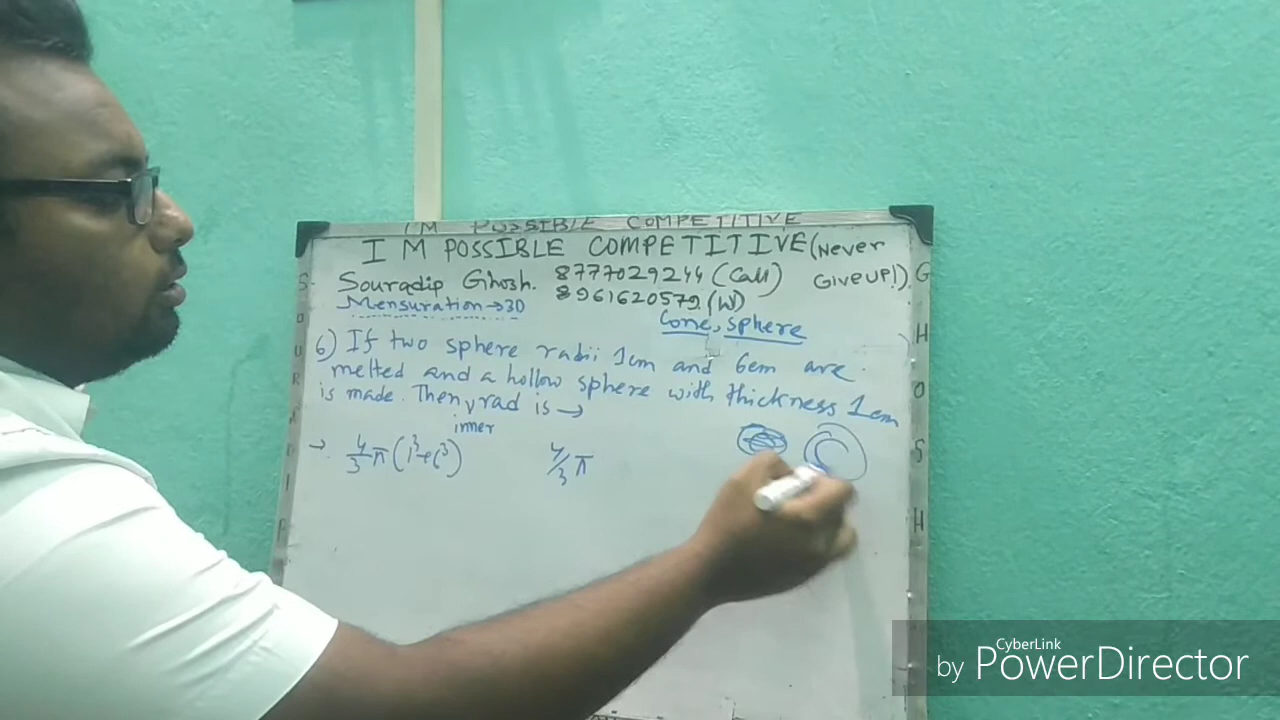 I'M POSSIBLE COMPETITIVE
I M POSSIBLE COMPETITIVE (NEVER
GIVE UP!)
Souradip Ghosh. 8777029244 (Call)
8961620579 (W)
Mensuration → 3D
Cone, sphere
6) If two sphere radii 1cm and 6cm are
melted and a hollow sphere with thickness 1cm
is made. Then rad is →
inner
→ 4/3 π (1³+6³) 4/3 π
GHOSH
CyberLink
by PowerDirector